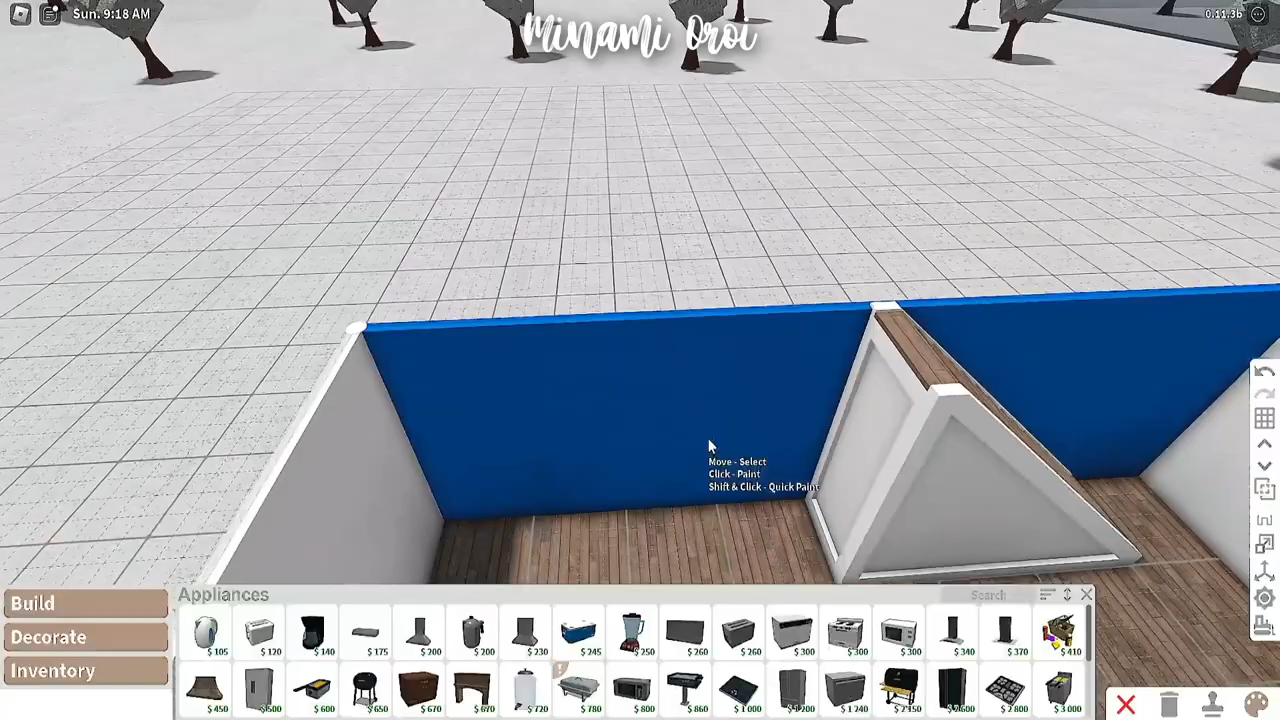 Sun. 9:18 AM
Minami Oroi
0.11.3b
Move - Select
Click - Paint
Shift & Click - Quick Paint
Build
Decorate
Inventory
Appliances
Search
$ 105 $ 120 $ 140 $ 175 $ 200 $ 200 $ 230 $ 245 $ 250 $ 260 $ 260 $ 300 $ 300 $ 300 $ 340 $ 370 $ 410
$ 450 $ 500 $ 600 $ 650 $ 670 $ 670 $ 720 $ 780 $ 800 $ 860 $ 1 000 $ 1 200 $ 1 240 $ 2 150 $ 2 600 $ 2 800 $ 3 000